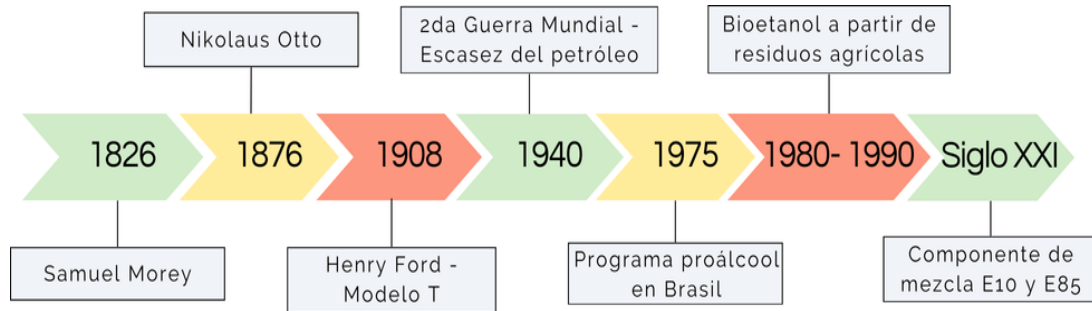 Nikolaus Otto
2da Guerra Mundial -
Escasez del petróleo
Bioetanol a partir de
residuos agrícolas
1826
1876
1908
1940
1975
1980- 1990
Siglo XXI
Samuel Morey
Henry Ford -
Modelo T
Programa proálcool
en Brasil
Componente de
mezcla E10 y E85